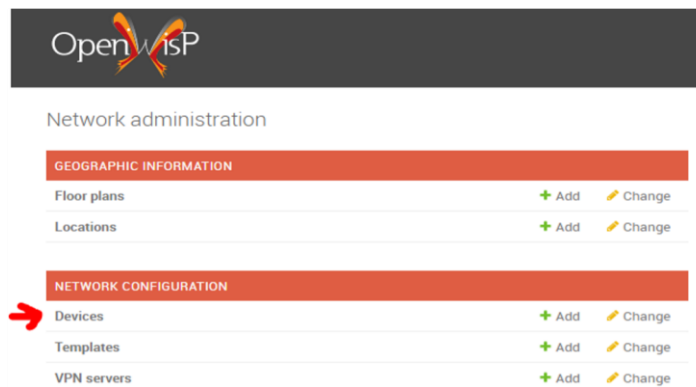 OpenWisP
Network administration
GEOGRAPHIC INFORMATION
Floor plans Add Change
Locations Add Change
NETWORK CONFIGURATION
Devices Add Change
Templates Add Change
VPN servers Add Change